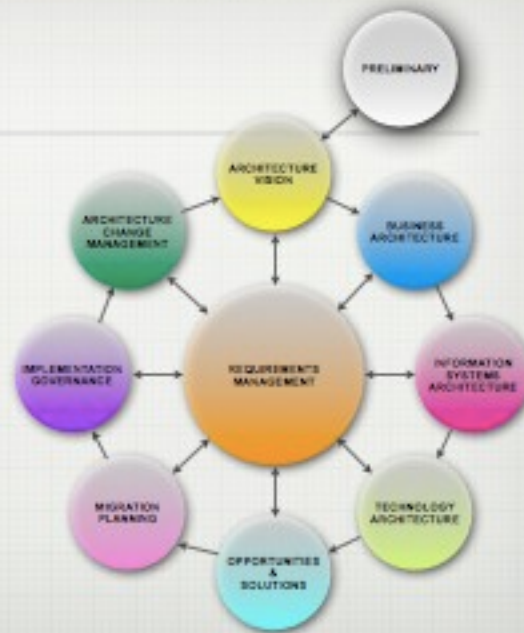 PRELIMINARY
ARCHITECTURE
VISION
BUSINESS
ARCHITECTURE
INFORMATION
SYSTEMS
ARCHITECTURE
TECHNOLOGY
ARCHITECTURE
OPPORTUNITIES
&
SOLUTIONS
MIGRATION
PLANNING
IMPLEMENTATION
GOVERNANCE
ARCHITECTURE
CHANGE
MANAGEMENT
REQUIREMENTS
MANAGEMENT